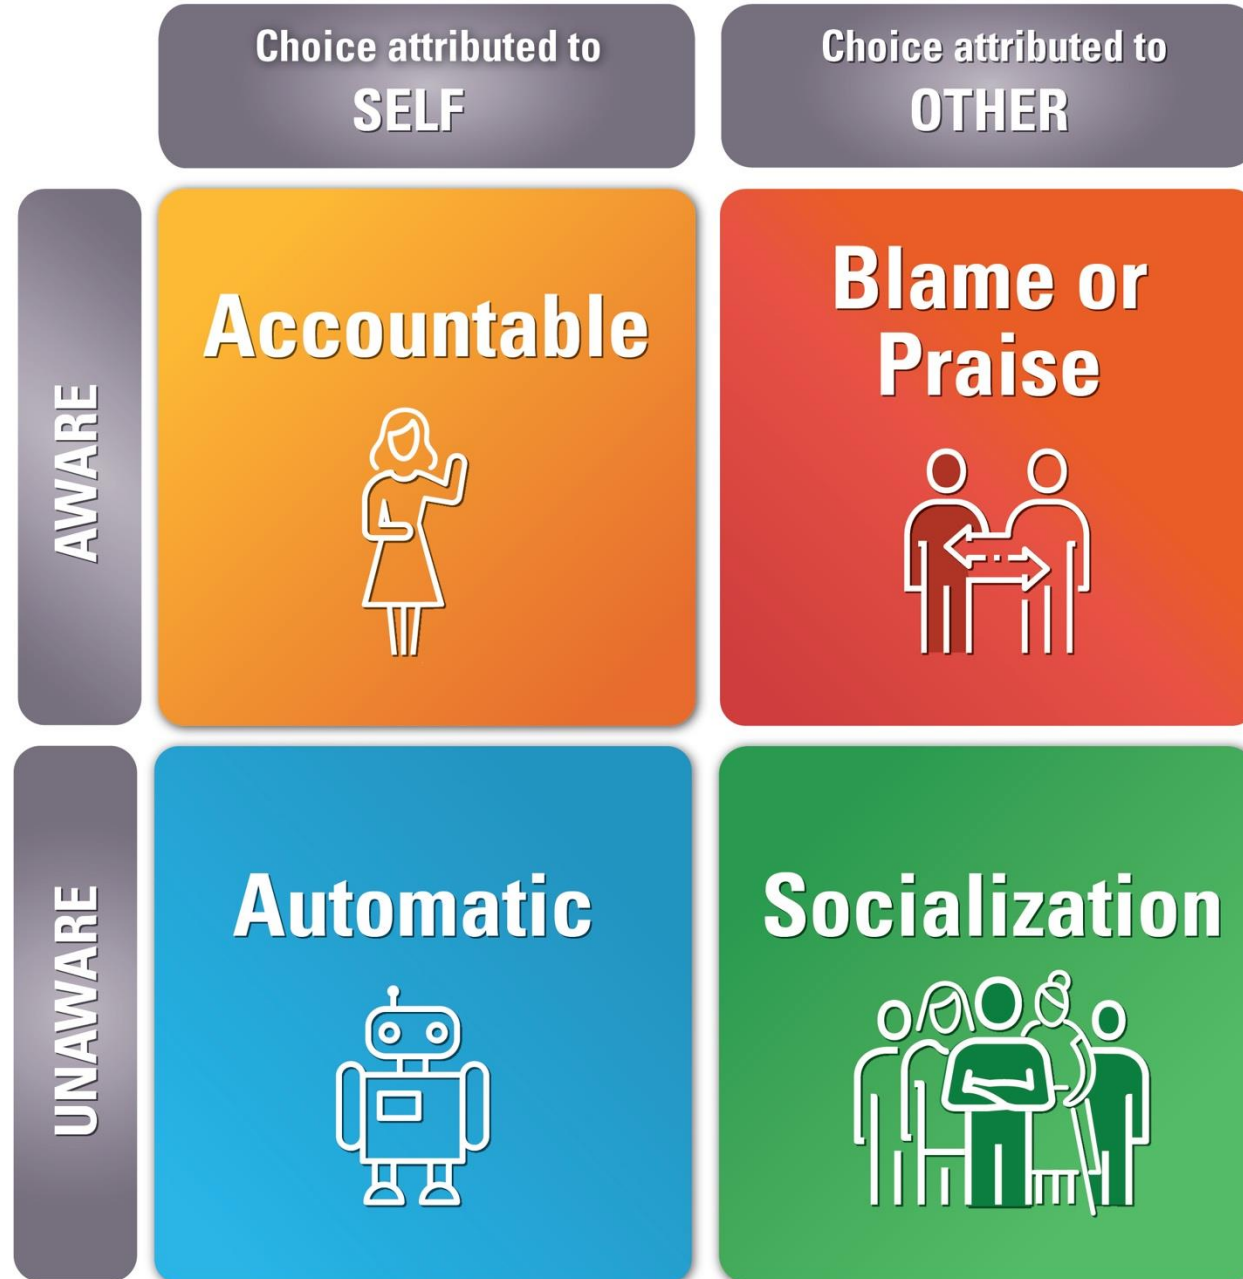 Choice attributed to
SELF
Choice attributed to
OTHER
AWARE
Accountable
Blame or
Praise
UNAWARE
Automatic
Socialization